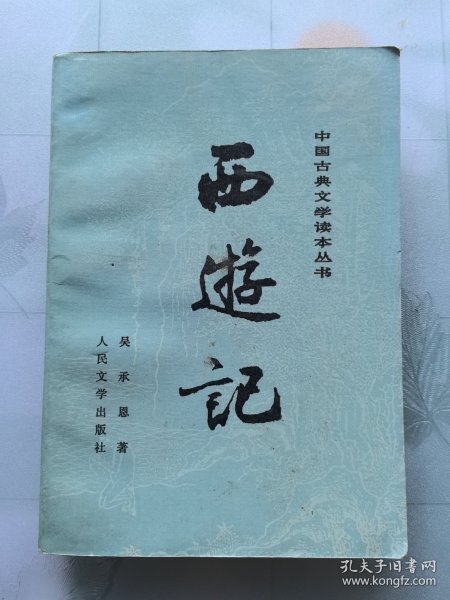 中国古典文学读本丛书
西遊記
吴承恩著
人民文学出版社
孔夫子旧书网
www.kongfz.com